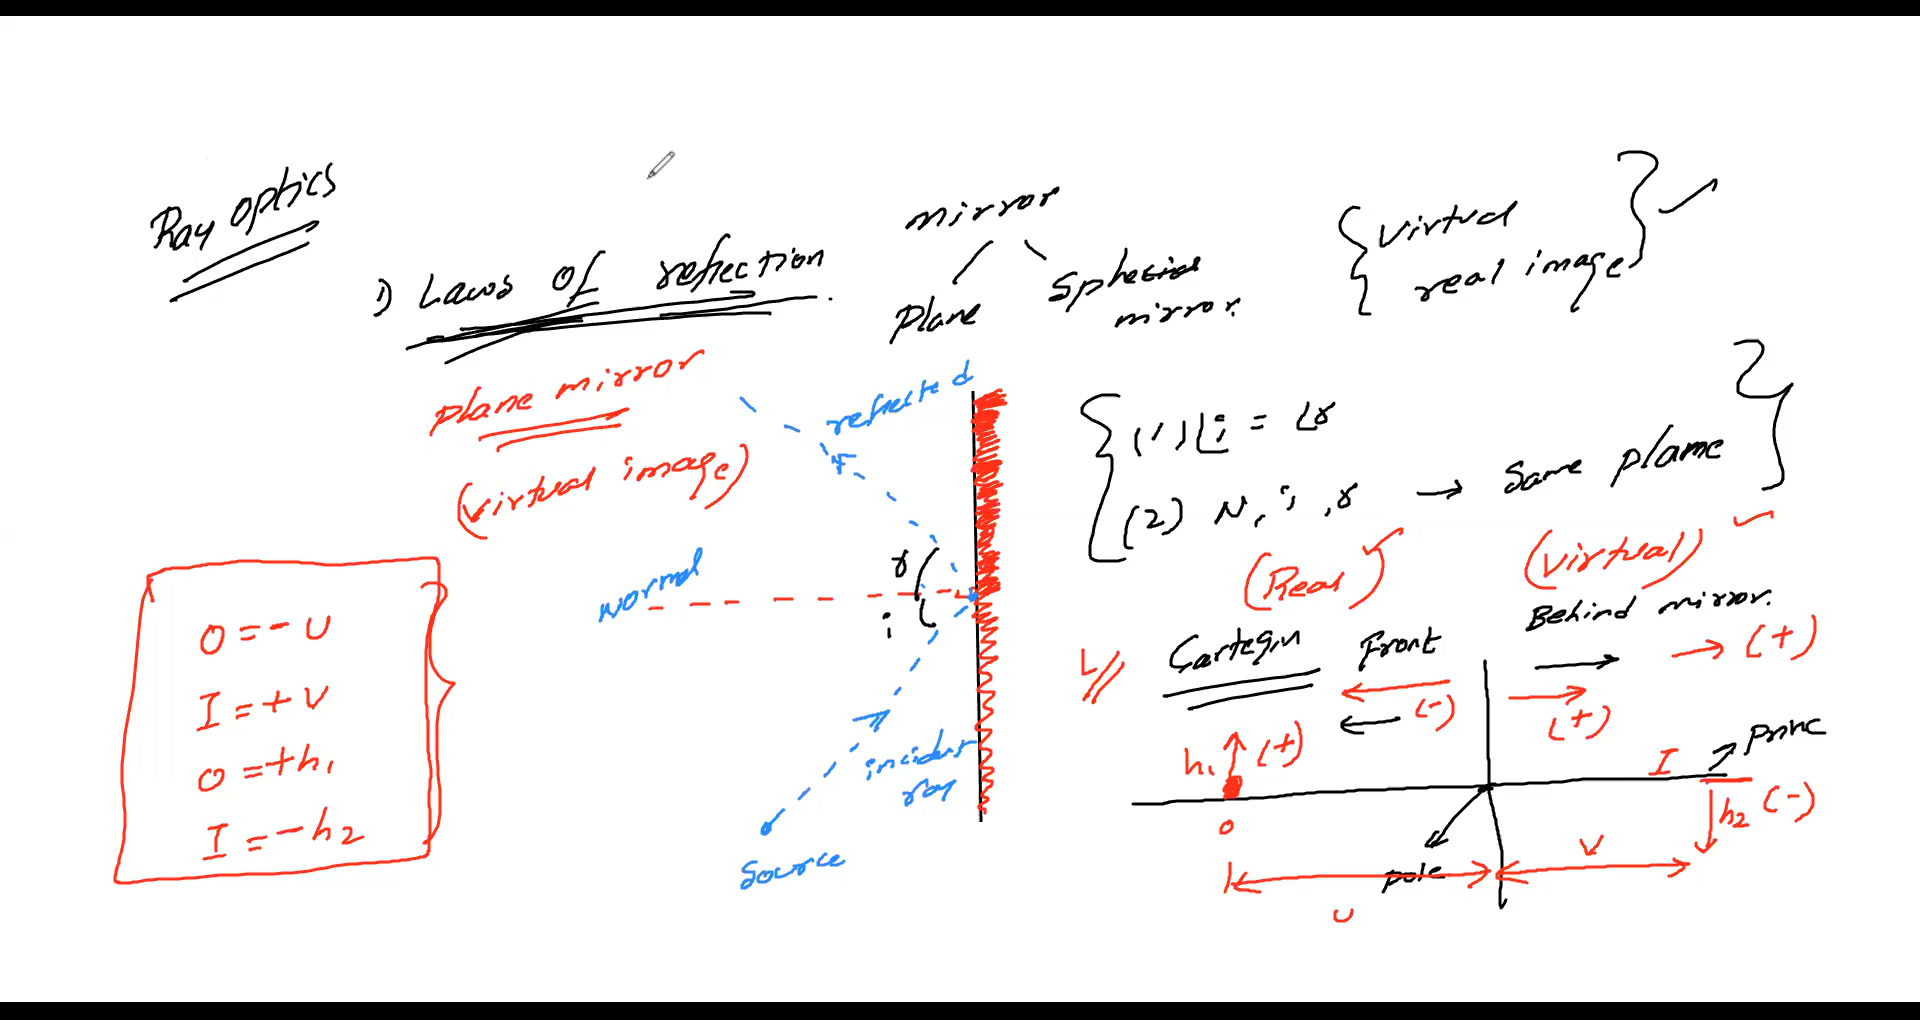 Ray optics
1) Laws of reflection
mirror
Plane
Spherical
mirror.
virtual
real image
Plane mirror
(virtual image)
reflected
normal
r
i
incident
ray
Source
(1) ∠i = ∠r
(2) N, i, r → Same plane
(Real)
(virtual)
Behind mirror.
→ (+)
Front
(-)
(+)
h₁ (+)
O
I
Princ
h₂ (-)
pole
u
v
O = - u
I = + v
O = +h₁
I = -h₂